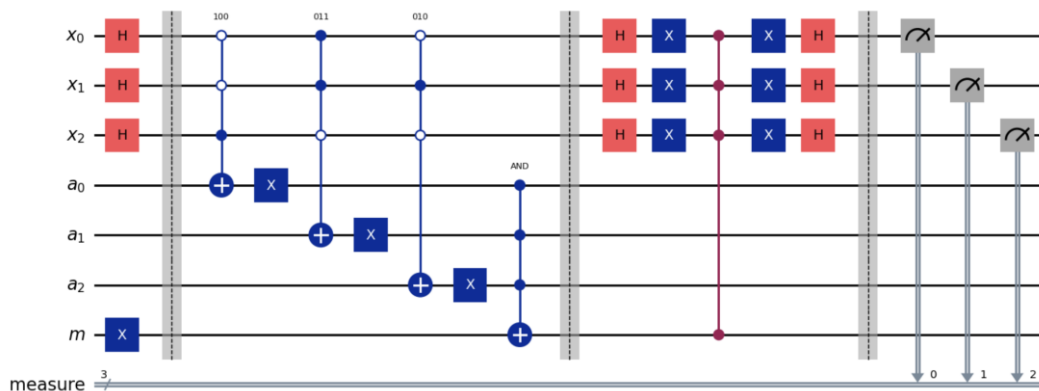 100 011 010
x0 H H X X H
x1 H H X X H
x2 H H X X H
AND
a0 X
a1 X
a2 X
m X
measure 3 0 1 2